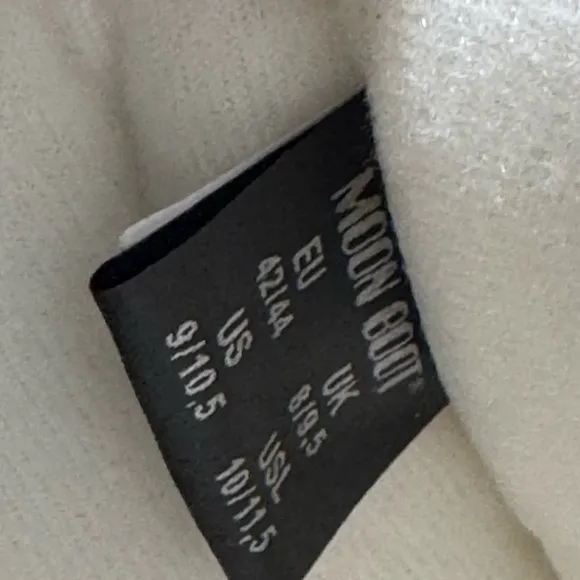 MOON BOOT®
EU UK
42/44 8/9,5
US USL
9/10,5 10/11,5